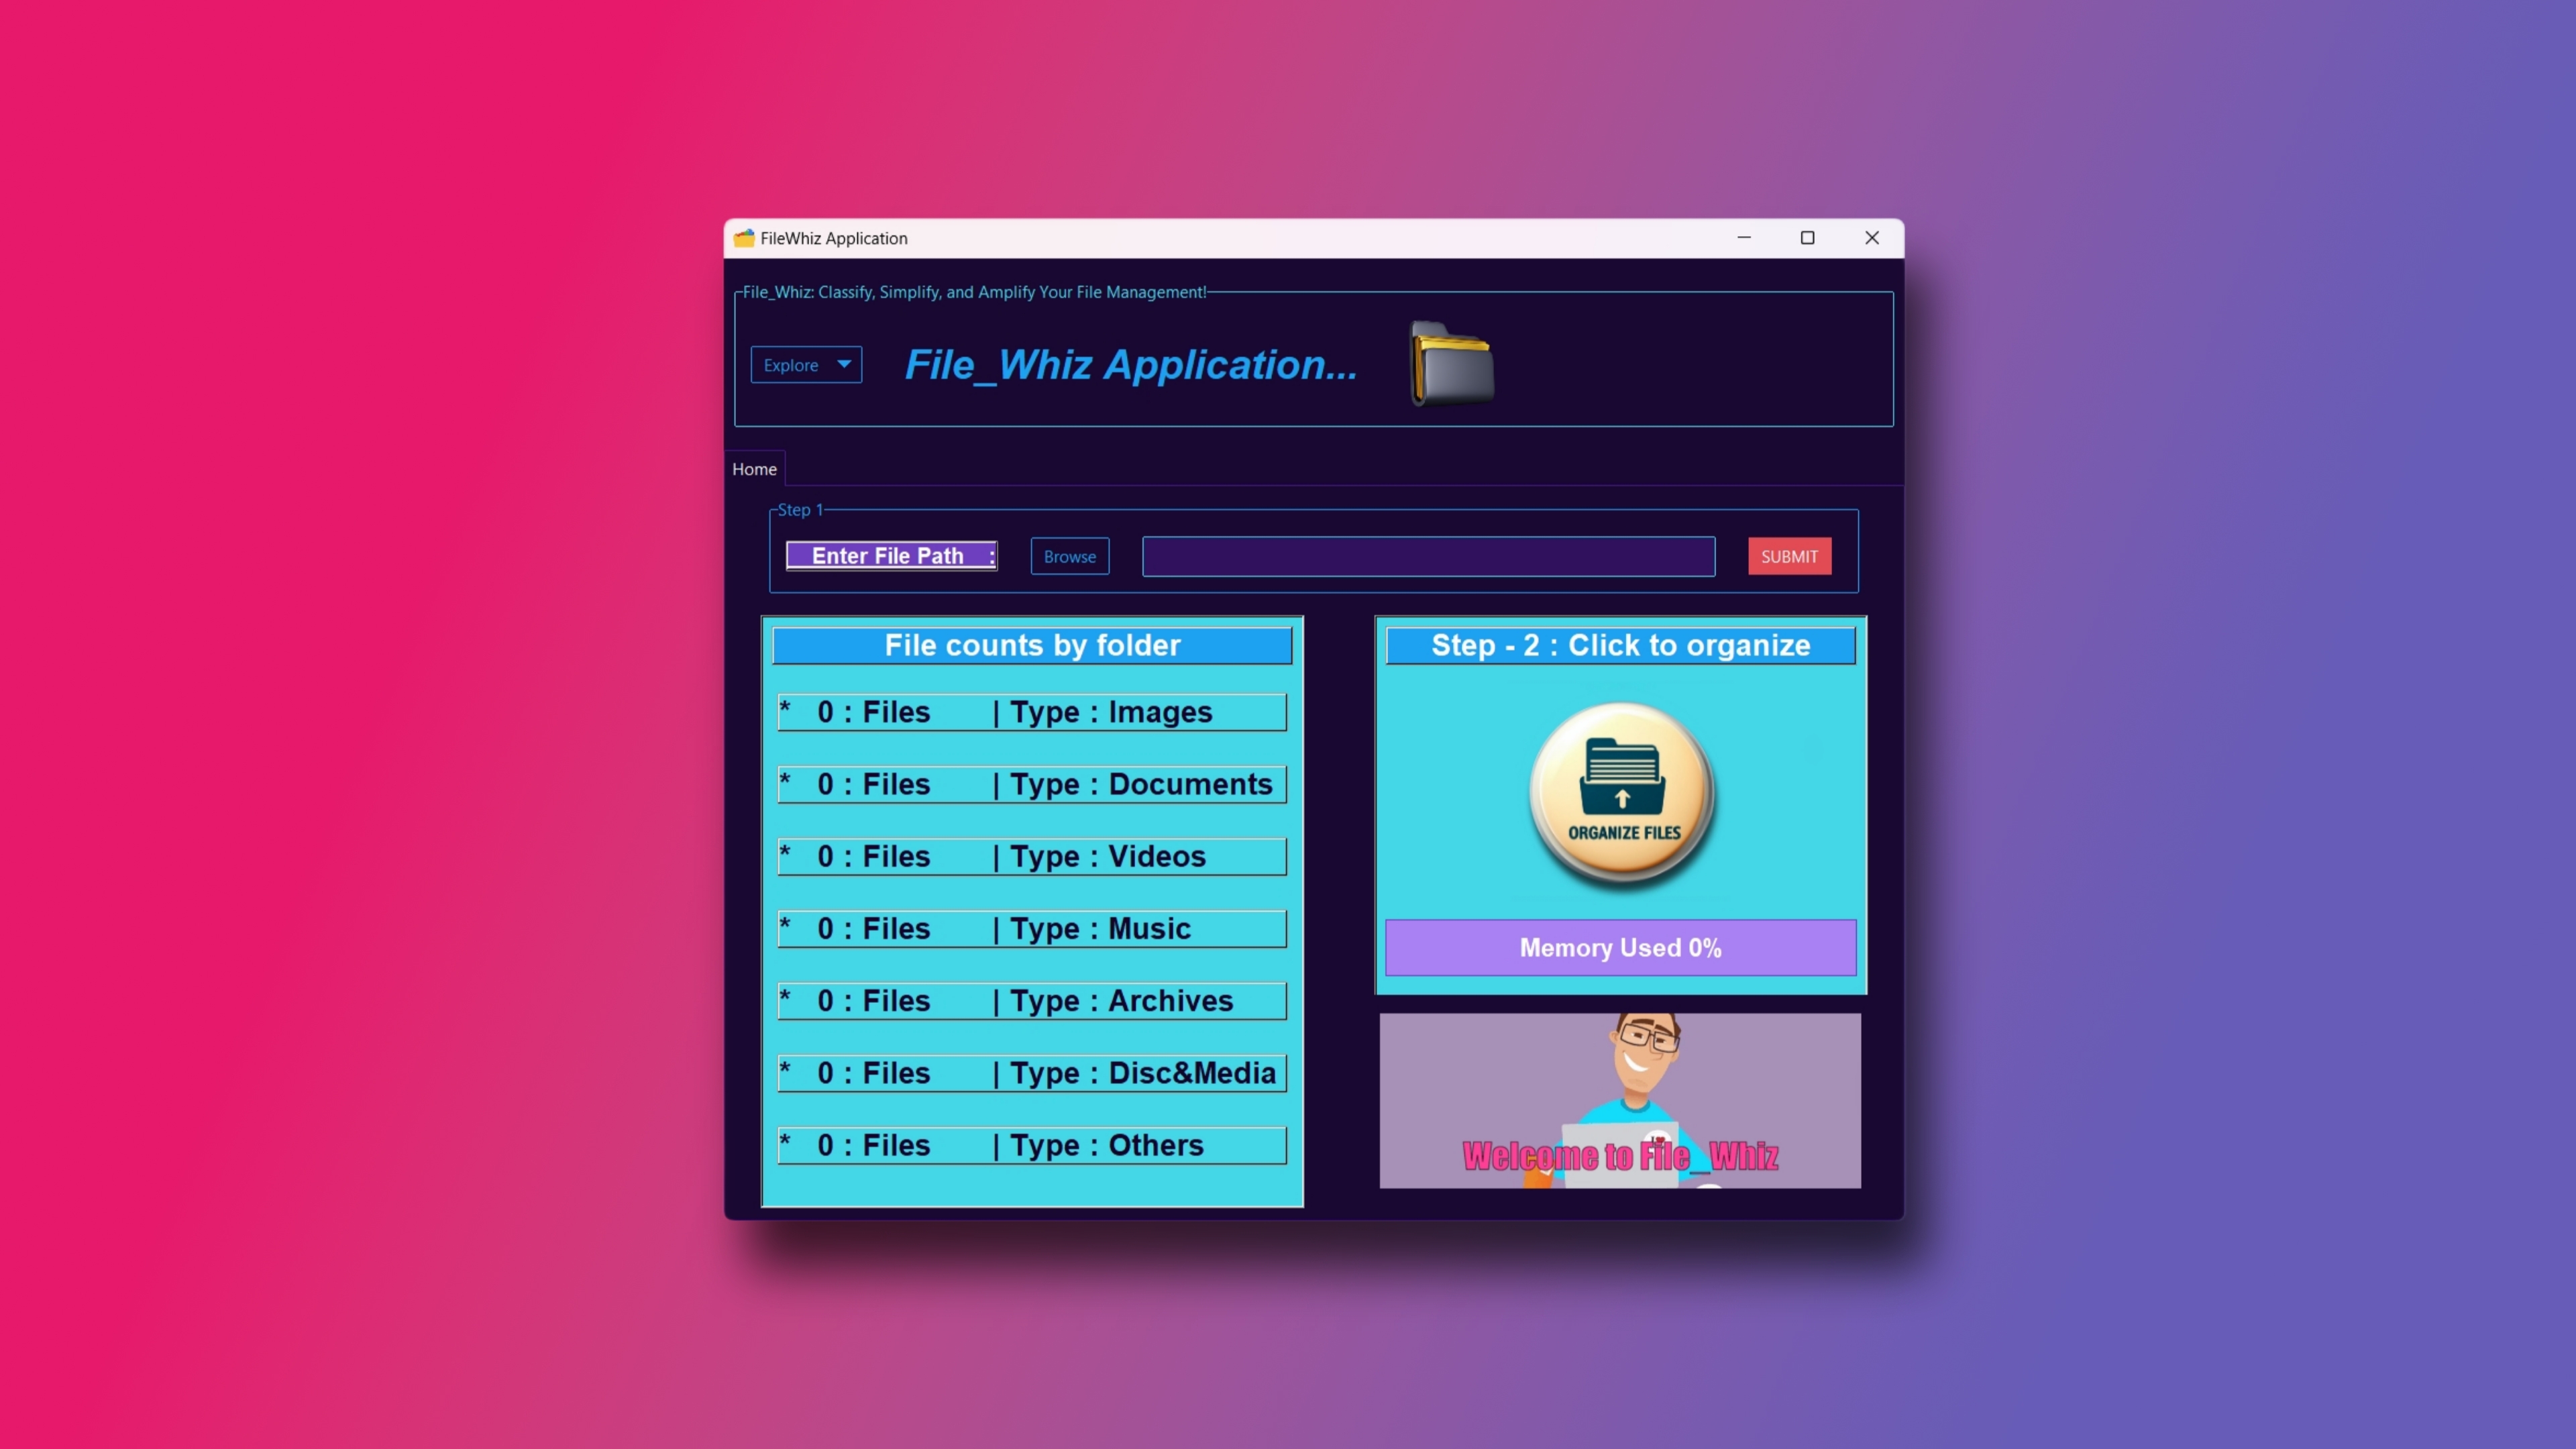 FileWhiz Application
File_Whiz: Classify, Simplify, and Amplify Your File Management!
Explore
File_Whiz Application...
Home
Step 1
Enter File Path :
Browse
SUBMIT
File counts by folder
* 0 : Files | Type : Images
* 0 : Files | Type : Documents
* 0 : Files | Type : Videos
* 0 : Files | Type : Music
* 0 : Files | Type : Archives
* 0 : Files | Type : Disc&Media
* 0 : Files | Type : Others
Step - 2 : Click to organize
ORGANIZE FILES
Memory Used 0%
Welcome to File_Whiz